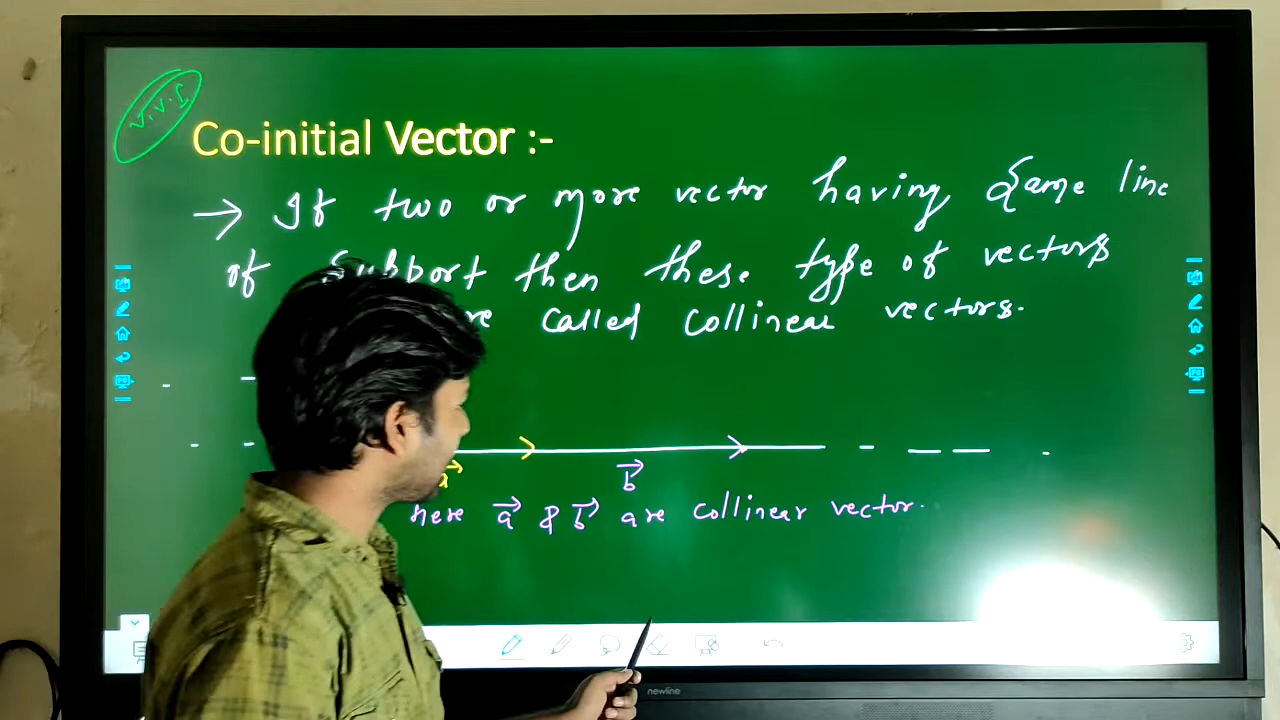 V.V.I
Co-initial Vector :-
→ If two or more vector having Same line
of Support then these type of vectors
called collinear vectors.
a
b
here a & b are collinear vector.
newline